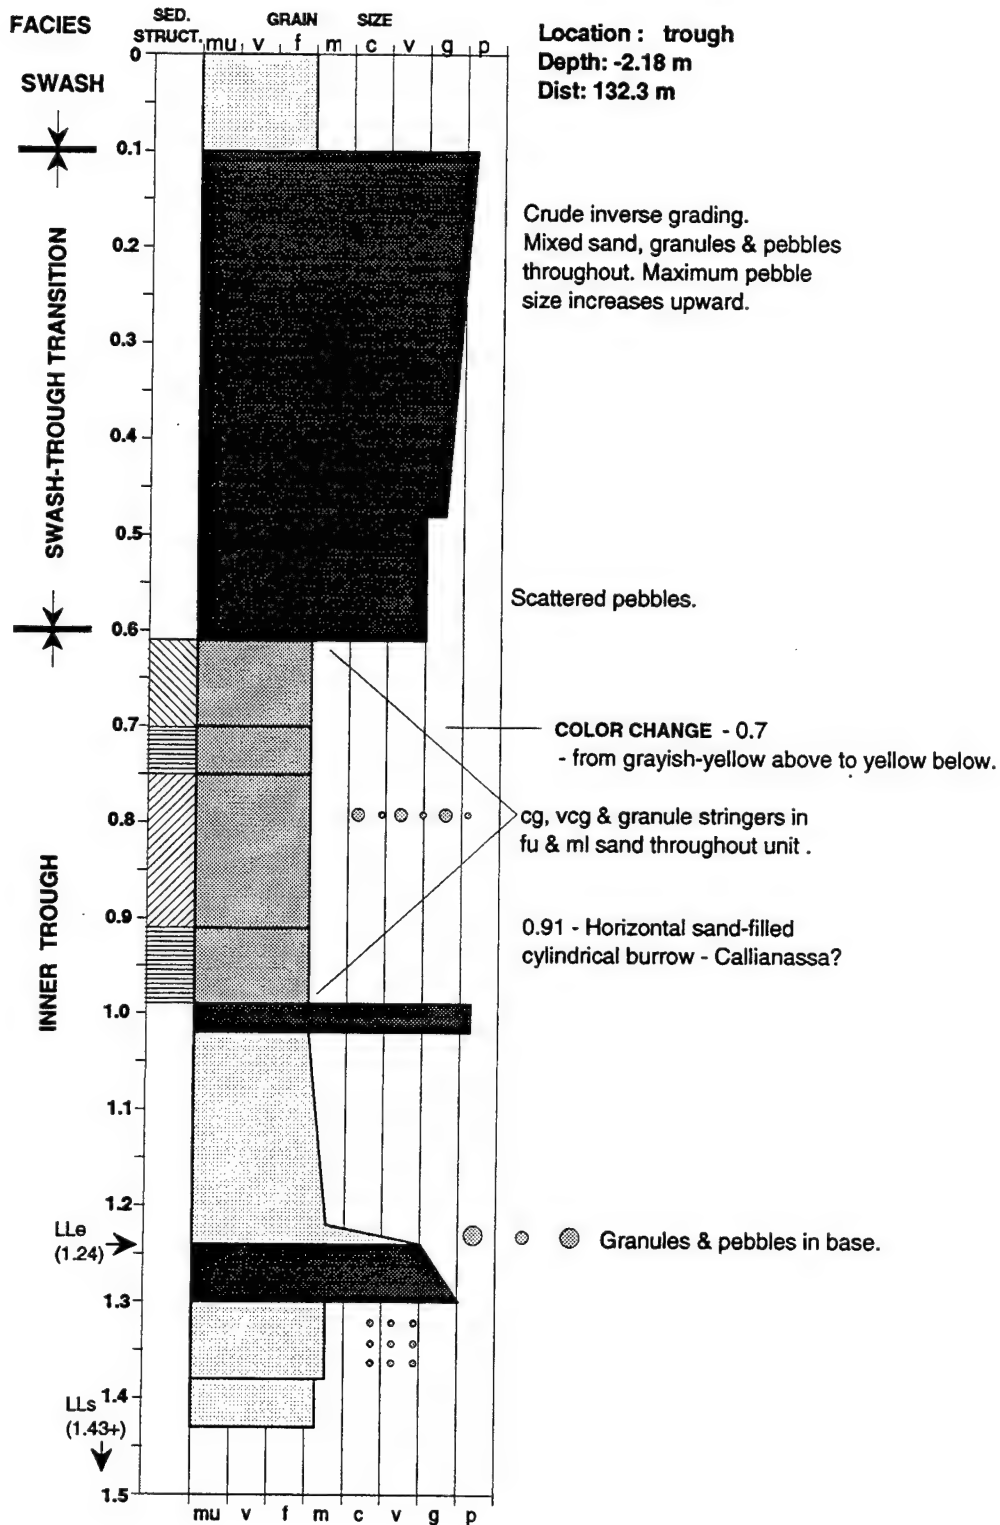 FACIES
SED.
STRUCT.
GRAIN SIZE
mu v f m c v g p
Location : trough
Depth: -2.18 m
Dist: 132.3 m
0
SWASH
0.1
Crude inverse grading.
Mixed sand, granules & pebbles
throughout. Maximum pebble
size increases upward.
0.2
SWASH-TROUGH TRANSITION
0.3
0.4
0.5
Scattered pebbles.
0.6
0.7
COLOR CHANGE - 0.7
- from grayish-yellow above to yellow below.
0.8
cg, vcg & granule stringers in
fu & ml sand throughout unit .
0.9
0.91 - Horizontal sand-filled
cylindrical burrow - Callianassa?
INNER TROUGH
1.0
1.1
1.2
LLe
(1.24)
Granules & pebbles in base.
1.3
1.4
LLs
(1.43+)
1.5
mu v f m c v g p